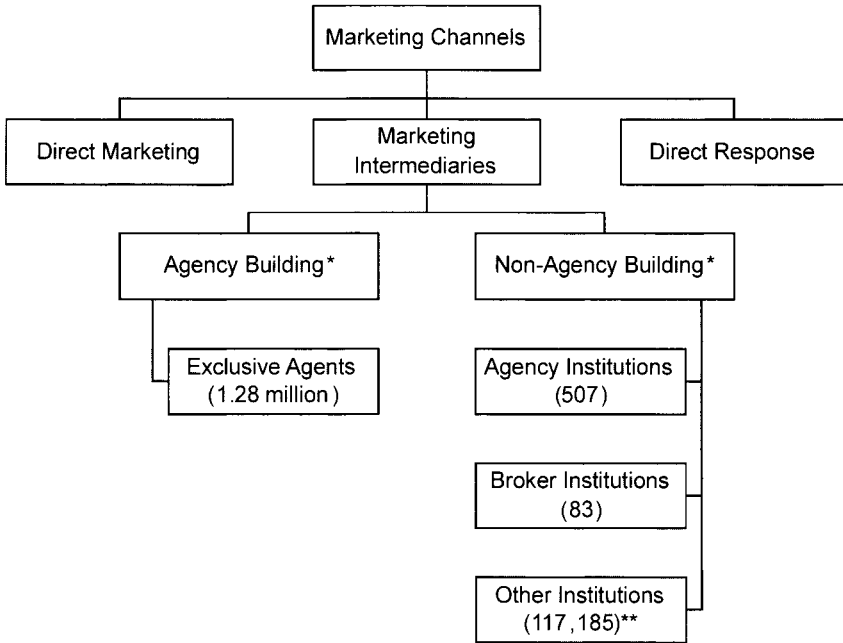 Marketing Channels
Direct Marketing
Marketing
Intermediaries
Direct Response
Agency Building*
Non-Agency Building*
Exclusive Agents
(1.28 million)
Agency Institutions
(507)
Broker Institutions
(83)
Other Institutions
(117,185)**